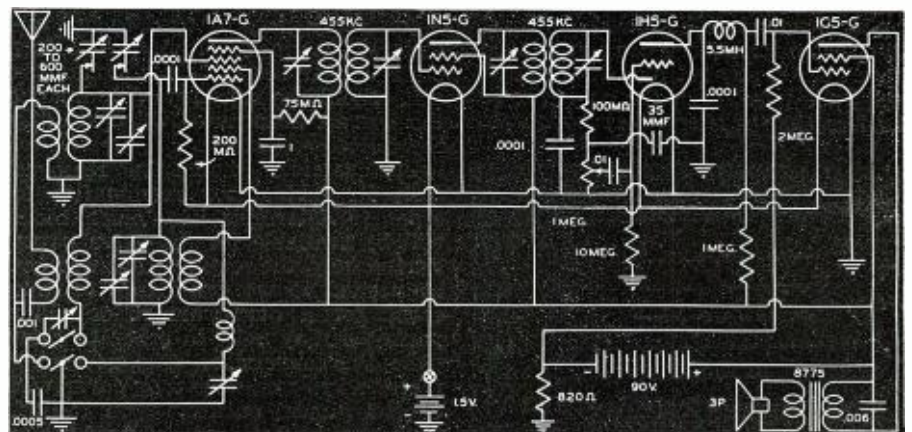 1A7-G
455KC
1N5-G
455KC
1H5-G
.01
1G5-G
200
TO
600
MMF
EACH
.0001
5.5MH
75MΩ
100MΩ
35
MMF
.0001
200
MΩ
.1
.0001
.01
2MEG.
1MEG.
10MEG.
1MEG.
.001
8775
+
-
+
1.5V.
-
820Ω
90V.
3P.
.0005
.006